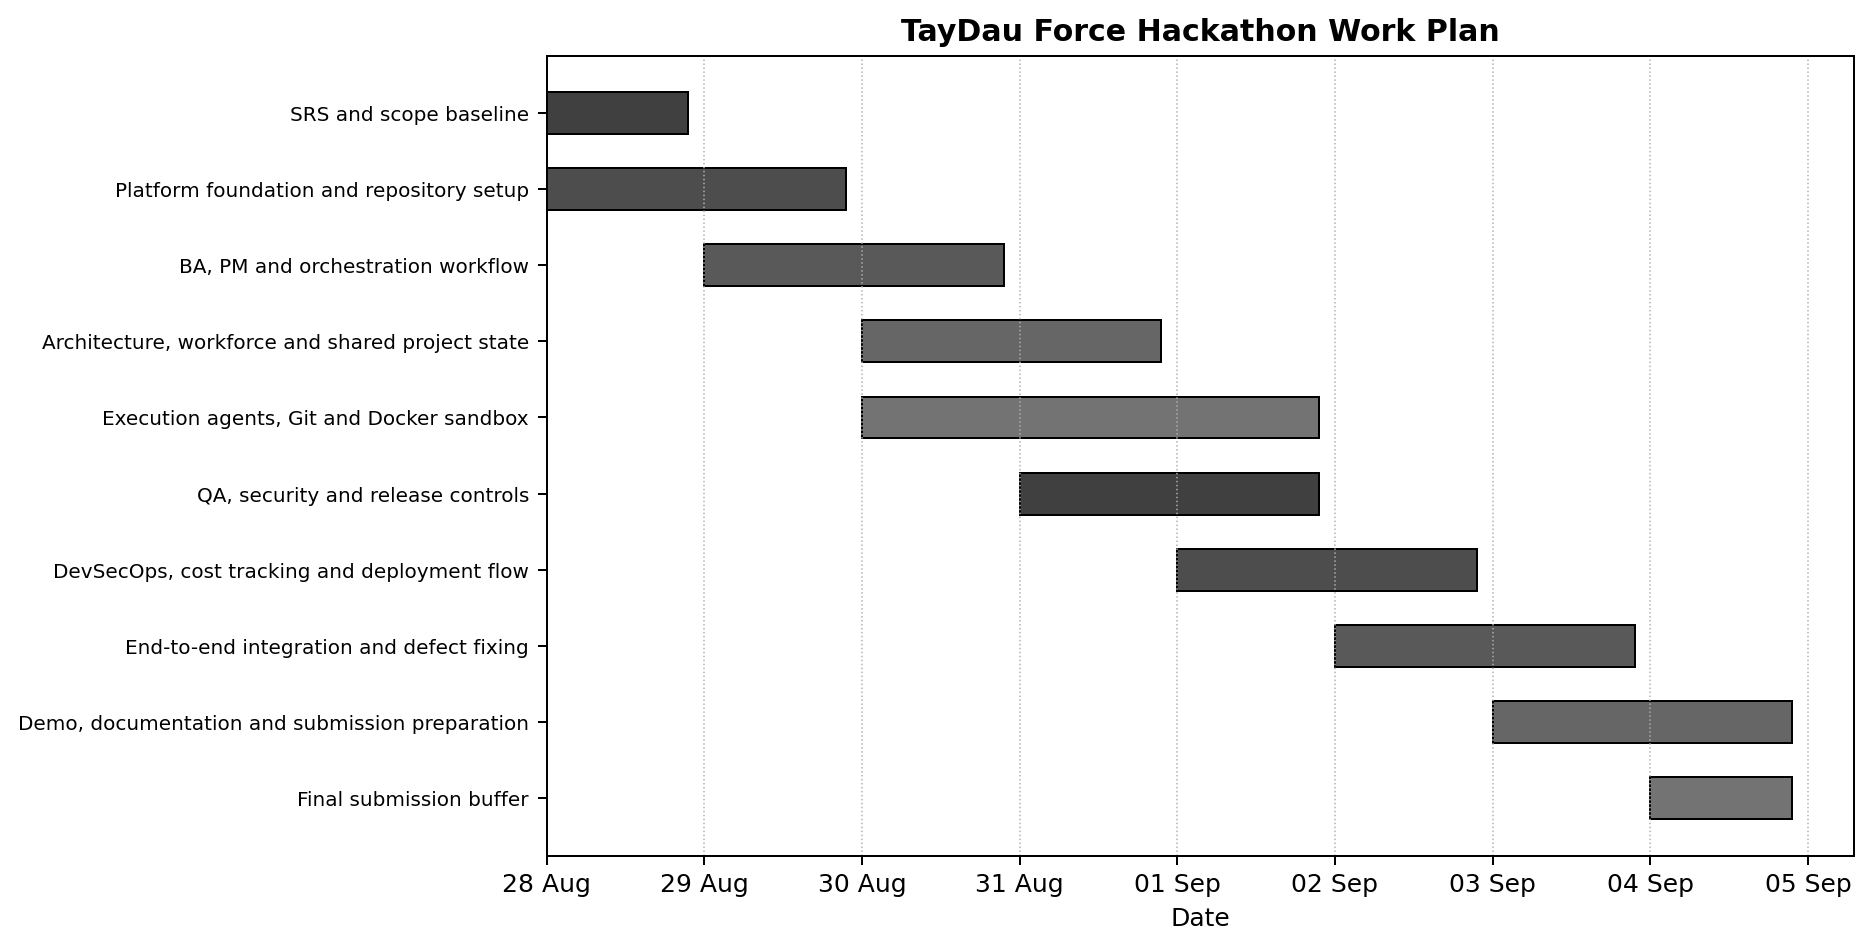 TayDau Force Hackathon Work Plan
SRS and scope baseline
Platform foundation and repository setup
BA, PM and orchestration workflow
Architecture, workforce and shared project state
Execution agents, Git and Docker sandbox
QA, security and release controls
DevSecOps, cost tracking and deployment flow
End-to-end integration and defect fixing
Demo, documentation and submission preparation
Final submission buffer
28 Aug 29 Aug 30 Aug 31 Aug 01 Sep 02 Sep 03 Sep 04 Sep 05 Sep
Date